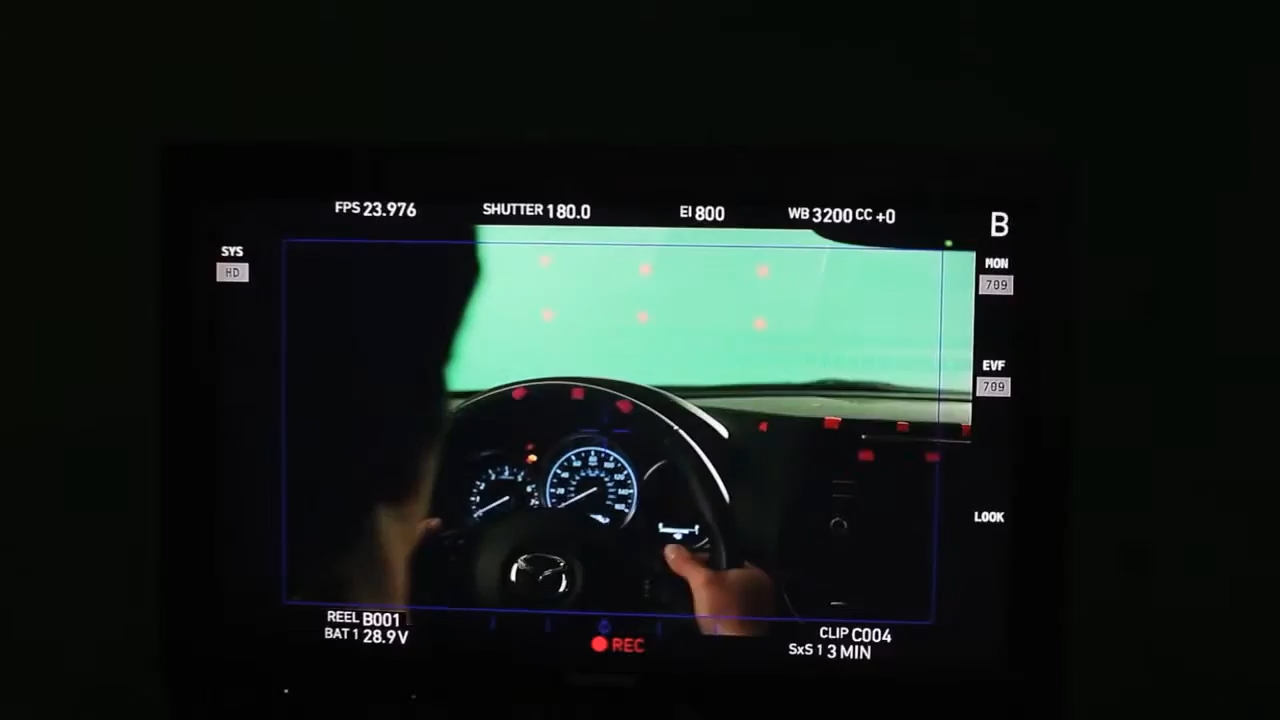 FPS 23.976 SHUTTER 180.0 EI 800 WB 3200 CC +0
B
SYS
HD
MON
709
EVF
709
LOOK
REEL B001
BAT 1 28.9V
REC
CLIP C004
SxS 1 3 MIN